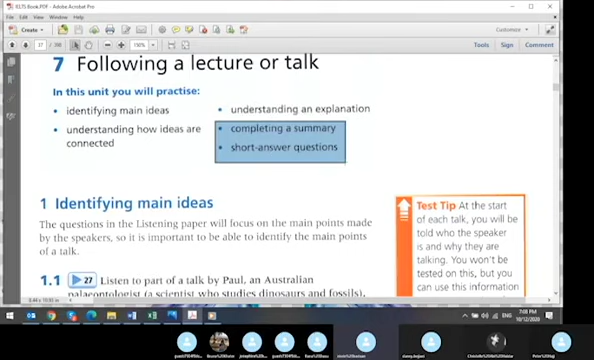 IELTS Book.PDF - Adobe Acrobat Pro
File Edit View Window Help
Create
Customize
Tools Sign Comment
7 Following a lecture or talk
In this unit you will practise:
• identifying main ideas
• understanding how ideas are
connected
• understanding an explanation
• completing a summary
• short-answer questions
1 Identifying main ideas
The questions in the Listening paper will focus on the main points made
by the speakers, so it is important to be able to identify the main points
of a talk.
1.1 27 Listen to part of a talk by Paul, an Australian
palaeontologist (a scientist who studies dinosaurs and fossils),
Test Tip At the start
of each talk, you will be
told who the speaker
is and why they are
talking. You won't be
tested on this, but you
can use this information
ENG
7:08 PM
10/12/2020